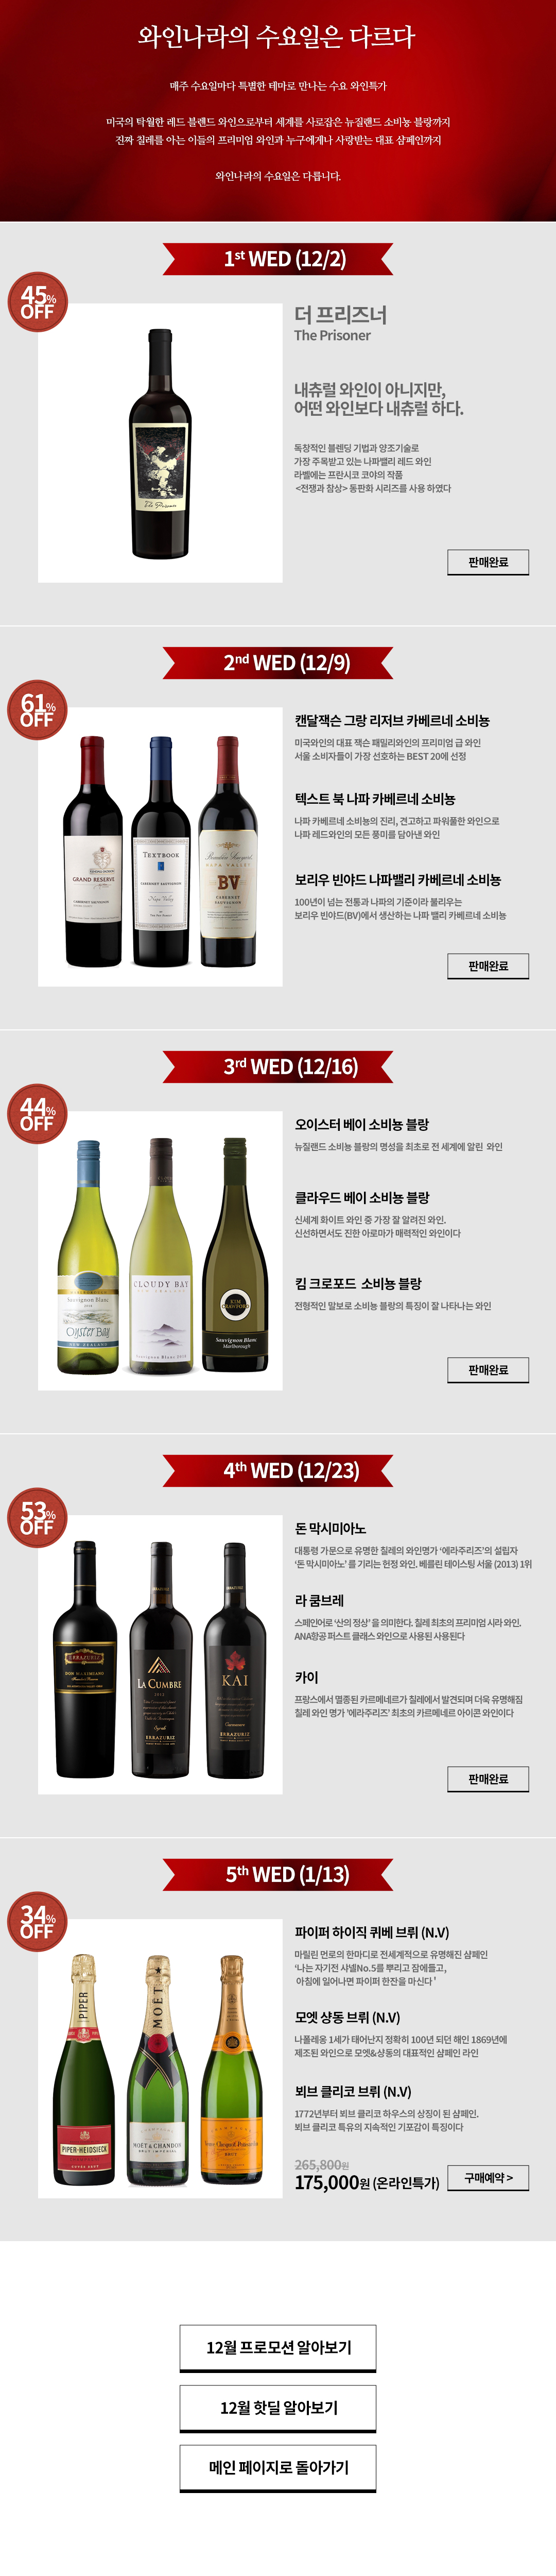 와인나라의 수요일은 다르다
매주 수요일마다 특별한 테마로 만나는 수요 와인특가
미국의 탁월한 레드 블랜드 와인으로부터 세계를 사로잡은 뉴질랜드 소비뇽 블랑까지
진짜 칠레를 아는 이들의 프리미엄 와인과 누구에게나 사랑받는 대표 샴페인까지
와인나라의 수요일은 다릅니다.
1st WED (12/2)
45% OFF
The Prisoner
더 프리즈너
The Prisoner
내츄럴 와인이 아니지만,
어떤 와인보다 내츄럴 하다.
독창적인 블렌딩 기법과 양조기술로
가장 주목받고 있는 나파밸리 레드 와인
라벨에는 프란시코 코야의 작품
<전쟁과 참상> 동판화 시리즈를 사용 하였다
판매완료
2nd WED (12/9)
61% OFF
GRAND RESERVE
TEXTBOOK
CABERNET SAUVIGNON
Napa Valley
NAPA VALLEY
BV
CABERNET
SAUVIGNON
캔달잭슨 그랑 리저브 카베르네 소비뇽
미국와인의 대표 잭슨 패밀리와인의 프리미엄 급 와인
서울 소비자들이 가장 선호하는 BEST 20에 선정
텍스트 북 나파 카베르네 소비뇽
나파 카베르네 소비뇽의 진리, 견고하고 파워풀한 와인으로
나파 레드와인의 모든 풍미를 담아낸 와인
보리우 빈야드 나파밸리 카베르네 소비뇽
100년이 넘는 전통과 나파의 기준이라 불리우는
보리우 빈야드(BV)에서 생산하는 나파 밸리 카베르네 소비뇽
판매완료
3rd WED (12/16)
44% OFF
Sauvignon Blanc
Oyster Bay
NEW ZEALAND
CLOUDY BAY
KIM
CRAWFORD
Sauvignon Blanc
Marlborough
오이스터 베이 소비뇽 블랑
뉴질랜드 소비뇽 블랑의 명성을 최초로 전 세계에 알린 와인
클라우드 베이 소비뇽 블랑
신세계 화이트 와인 중 가장 잘 알려진 와인.
신선하면서도 진한 아로마가 매력적인 와인이다
킴 크로포드 소비뇽 블랑
전형적인 말보로 소비뇽 블랑의 특징이 잘 나타나는 와인
판매완료
4th WED (12/23)
53% OFF
ERRAZURIZ
DON MAXIMIANO
LA CUMBRE
Syrah
ERRAZURIZ
KAI
ERRAZURIZ
돈 막시미아노
대통령 가문으로 유명한 칠레의 와인명가 ‘에라주리즈’의 설립자
‘돈 막시미아노’ 를 기리는 헌정 와인. 베를린 테이스팅 서울 (2013) 1위
라 쿰브레
스페인어로 ‘산의 정상’ 을 의미한다. 칠레 최초의 프리미엄 시라 와인.
ANA항공 퍼스트 클래스 와인으로 사용된 사용된다
카이
프랑스에서 멸종된 카르메네르가 칠레에서 발견되며 더욱 유명해짐
칠레 와인 명가 ’에라주리즈’ 최초의 카르메네르 아이콘 와인이다
판매완료
5th WED (1/13)
34% OFF
PIPER
PIPER-HEIDSIECK
MOËT
MOËT & CHANDON
파이퍼 하이직 퀴베 브뤼 (N.V)
마릴린 먼로의 한마디로 전세계적으로 유명해진 샴페인
‘나는 자기전 샤넬No.5를 뿌리고 잠에들고,
아침에 일어나면 파이퍼 한잔을 마신다 ’
모엣 샹동 브뤼 (N.V)
나폴레옹 1세가 태어난지 정확히 100년 되던 해인 1869년에
제조된 와인으로 모엣&샹동의 대표적인 샴페인 라인
뵈브 클리코 브뤼 (N.V)
1772년부터 뵈브 클리코 하우스의 상징이 된 샴페인.
뵈브 클리코 특유의 지속적인 기포감이 특징이다
265,800원
175,000원 (온라인특가)
구매예약 >
12월 프로모션 알아보기
12월 핫딜 알아보기
메인 페이지로 돌아가기